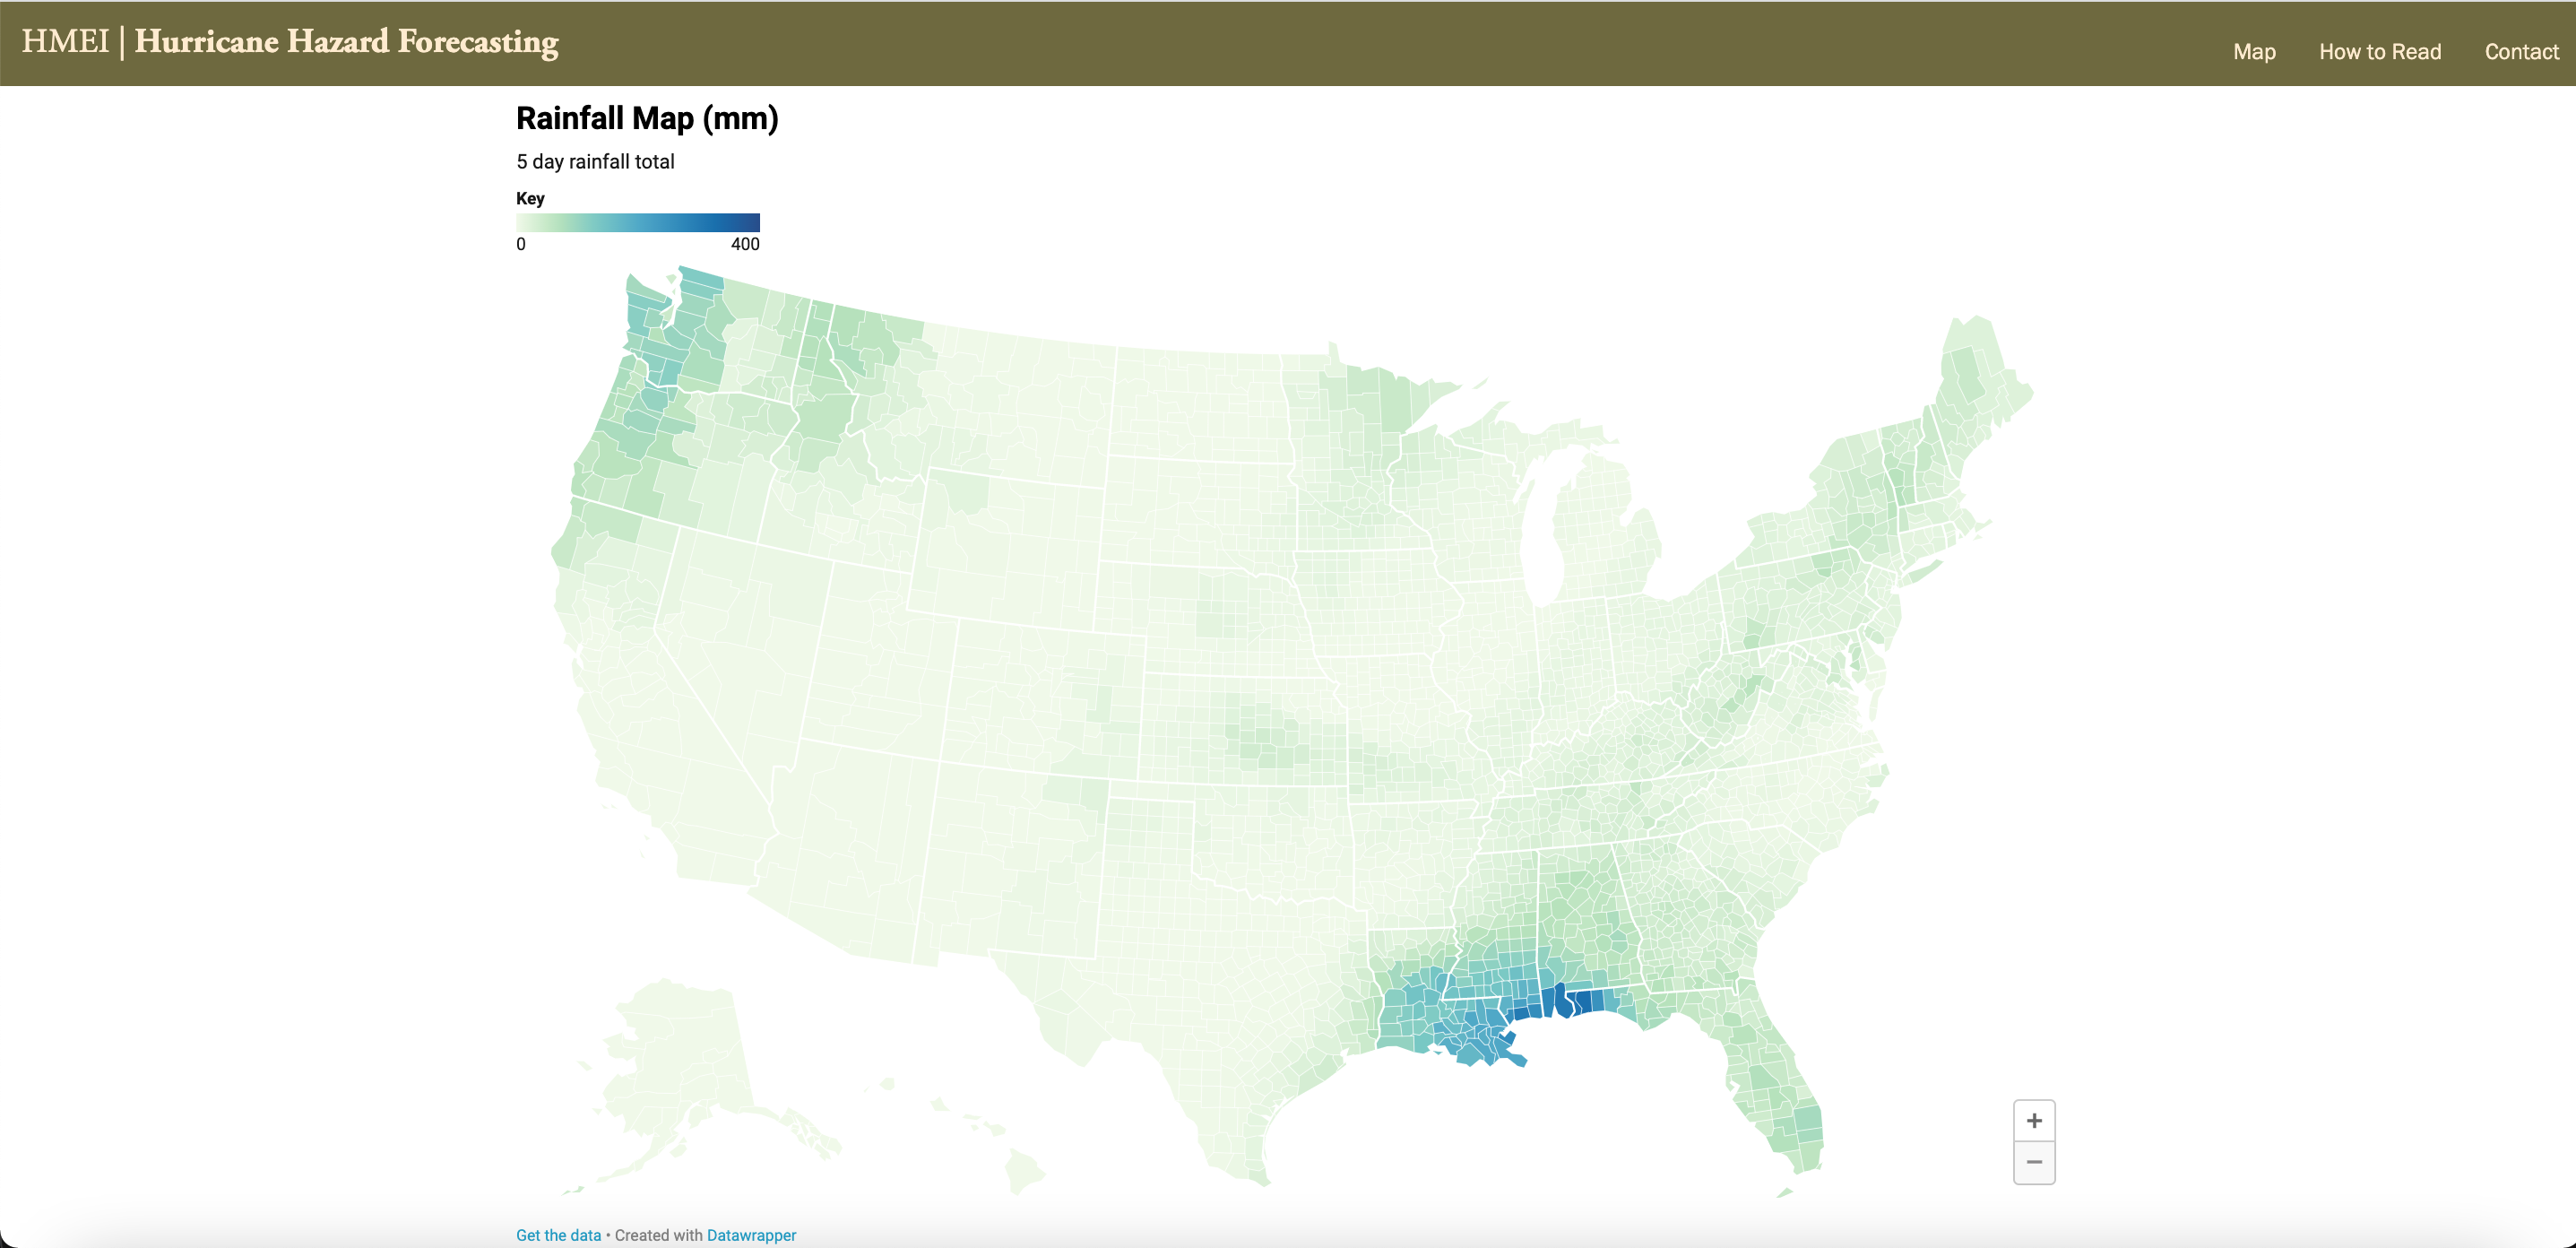 HMEI | Hurricane Hazard Forecasting
Map How to Read Contact
Rainfall Map (mm)
5 day rainfall total
Key
0 400
+
−
Get the data • Created with Datawrapper